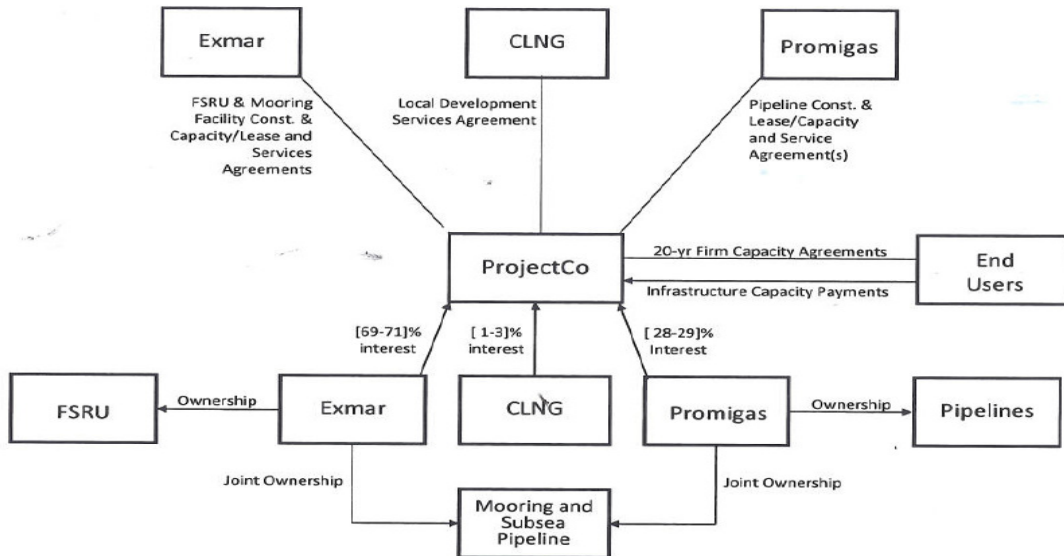 Exmar
CLNG
Promigas
FSRU & Mooring
Facility Const. &
Capacity/Lease and
Services
Agreements
Local Development
Services Agreement
Pipeline Const. &
Lease/Capacity
and Service
Agreement(s)
ProjectCo
20-yr Firm Capacity Agreements
Infrastructure Capacity Payments
End
Users
[69-71]%
interest
[ 1-3]%
interest
[ 28-29]%
Interest
FSRU
Ownership
Exmar
CLNG
Promigas
Ownership
Pipelines
Joint Ownership
Joint Ownership
Mooring and
Subsea
Pipeline